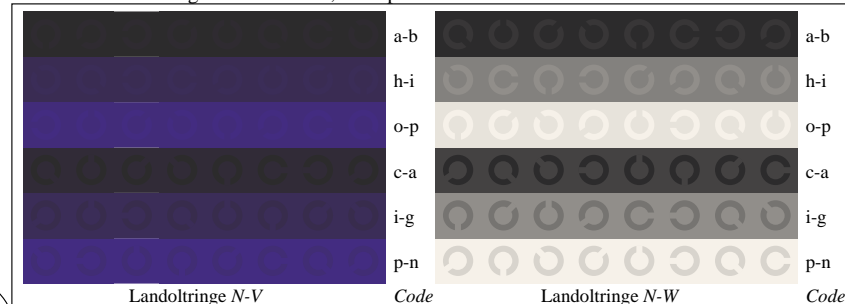 a-b a-b
h-i h-i
o-p o-p
c-a c-a
i-g i-g
p-n p-n
Landoltringe N-V Code Landoltringe N-W Code